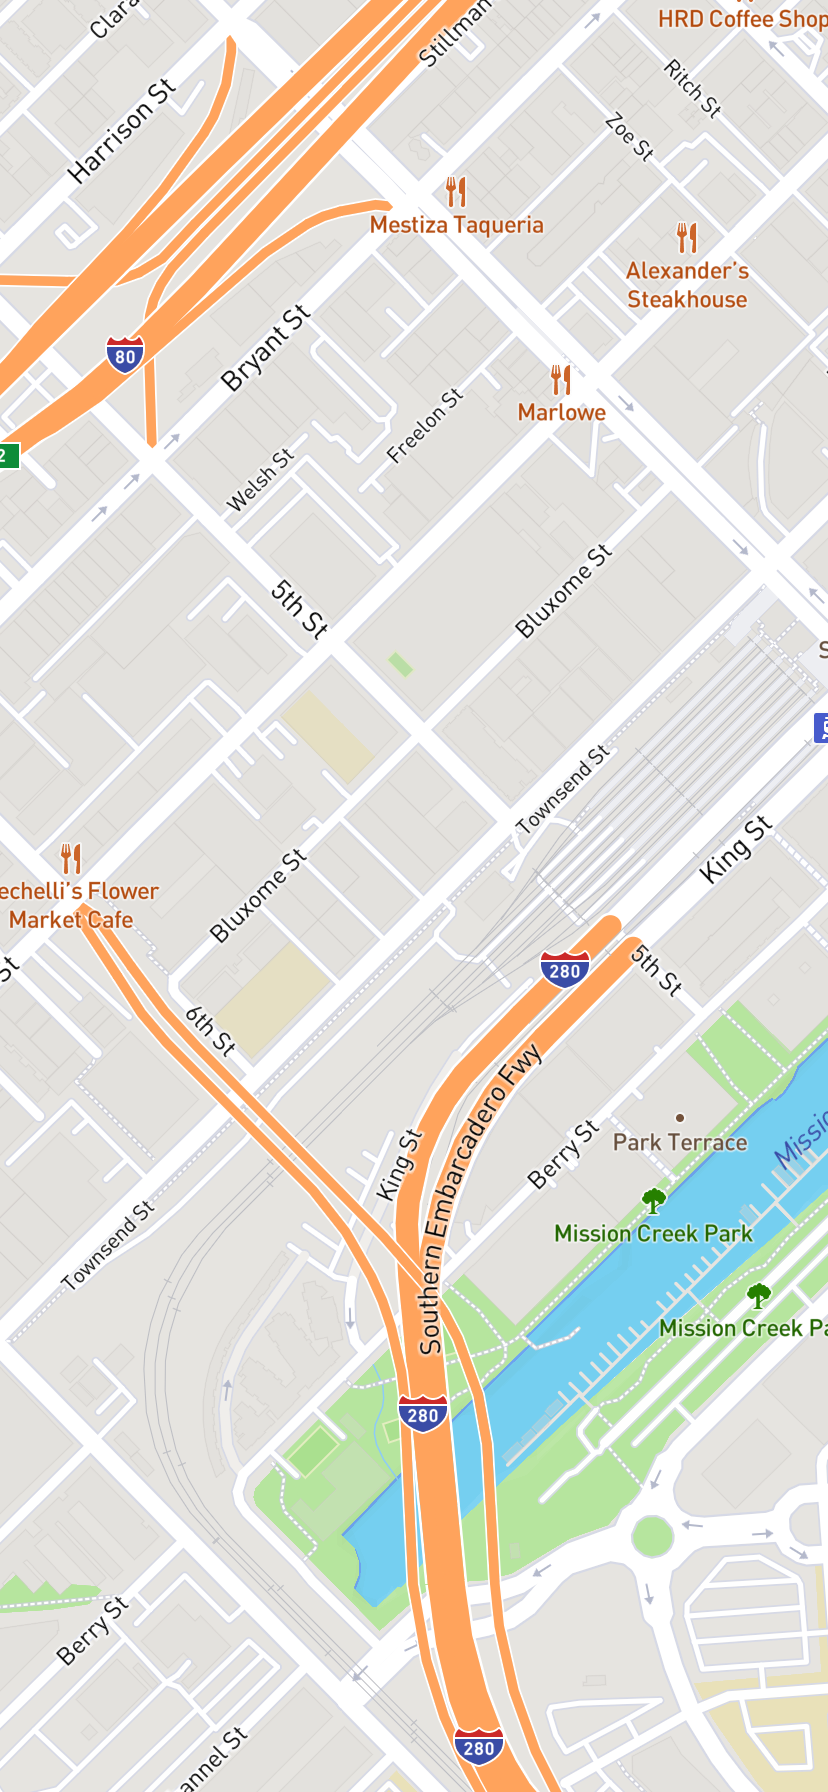 Clara
Stillman
HRD Coffee Shop
Ritch St
Harrison St
Zoe St
Mestiza Taqueria
Alexander's
Steakhouse
80
Bryant St
Marlowe
Freelon St
2
Welsh St
5th St
Bluxome St
S
Townsend St
King St
echelli's Flower
Market Cafe
Bluxome St
St
280
5th St
6th St
Southern Embarcadero Fwy
King St
Berry St
Park Terrace
Missio
Mission Creek Park
Townsend St
Mission Creek Pa
280
Berry St
annel St
280